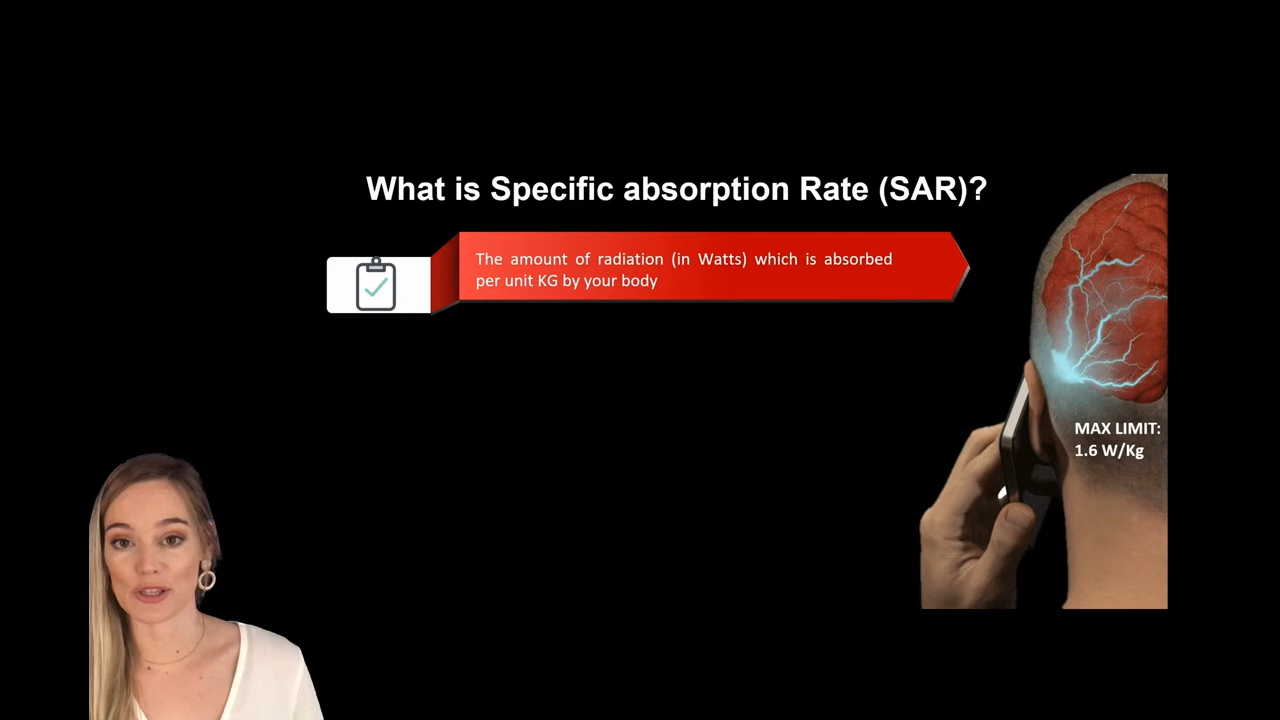 What is Specific absorption Rate (SAR)?
The amount of radiation (in Watts) which is absorbed
per unit KG by your body
MAX LIMIT:
1.6 W/Kg